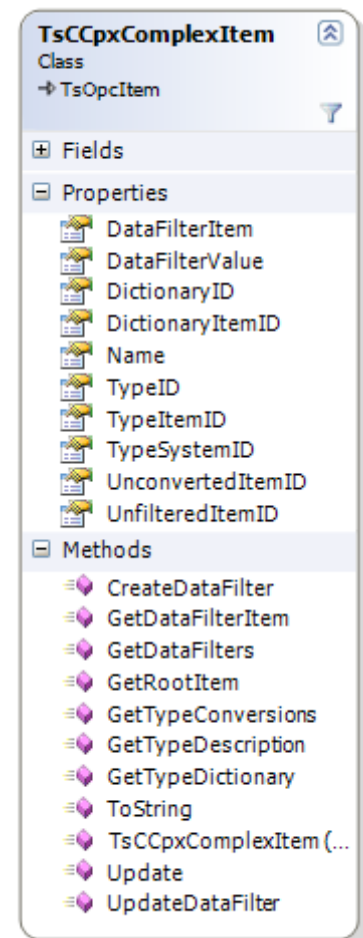 TsCCpxComplexItem
Class
TsOpcItem
Fields
Properties
DataFilterItem
DataFilterValue
DictionaryID
DictionaryItemID
Name
TypeID
TypeItemID
TypeSystemID
UnconvertedItemID
UnfilteredItemID
Methods
CreateDataFilter
GetDataFilterItem
GetDataFilters
GetRootItem
GetTypeConversions
GetTypeDescription
GetTypeDictionary
ToString
TsCCpxComplexItem (...
Update
UpdateDataFilter